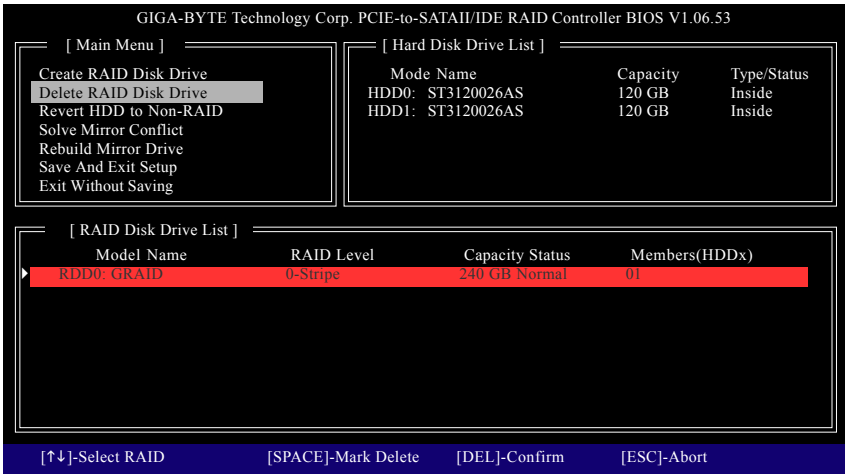 GIGA-BYTE Technology Corp. PCIE-to-SATAII/IDE RAID Controller BIOS V1.06.53
[ Main Menu ]
Create RAID Disk Drive
Delete RAID Disk Drive
Revert HDD to Non-RAID
Solve Mirror Conflict
Rebuild Mirror Drive
Save And Exit Setup
Exit Without Saving
[ Hard Disk Drive List ]
Mode Name Capacity Type/Status
HDD0: ST3120026AS 120 GB Inside
HDD1: ST3120026AS 120 GB Inside
[ RAID Disk Drive List ]
Model Name RAID Level Capacity Status Members(HDDx)
RDD0: GRAID 0-Stripe 240 GB Normal 01
[↑↓]-Select RAID [SPACE]-Mark Delete [DEL]-Confirm [ESC]-Abort